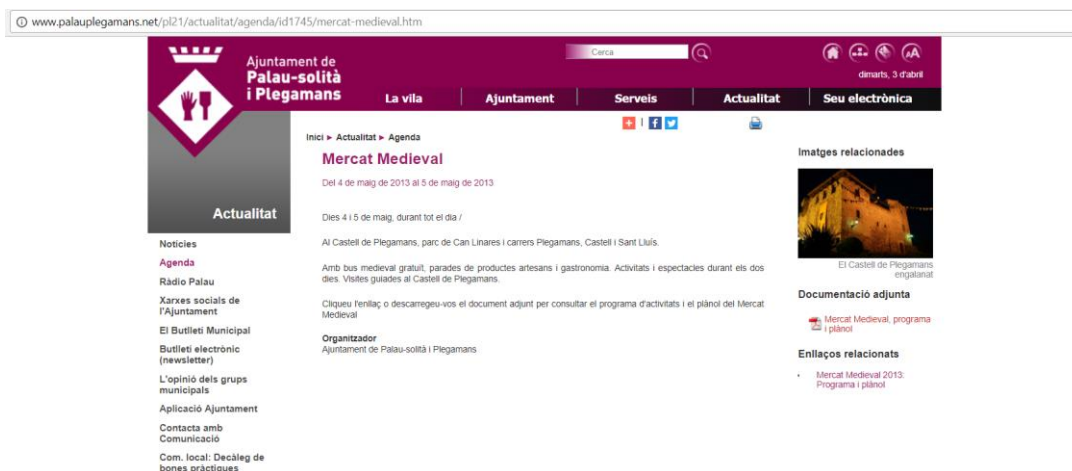 www.palauplegamans.net/pl21/actualitat/agenda/id1745/mercat-medieval.htm
Ajuntament de
Palau-solità
i Plegamans
Cerca
AA
dimarts, 3 d'abril
La vila
Ajuntament
Serveis
Actualitat
Seu electrònica
Inici ► Actualitat ► Agenda
Mercat Medieval
Del 4 de maig de 2013 al 5 de maig de 2013
Dies 4 i 5 de maig, durant tot el dia /
Al Castell de Plegamans, parc de Can Linares i carrers Plegamans, Castell i Sant Lluís.
Amb bus medieval gratuït, parades de productes artesans i gastronomia. Activitats i espectacles durant els dos
dies. Visites guiades al Castell de Plegamans.
Cliqueu l'enllaç o descarregeu-vos el document adjunt per consultar el programa d'activitats i el plànol del Mercat
Medieval
Organitzador
Ajuntament de Palau-solità i Plegamans
Actualitat
Notícies
Agenda
Ràdio Palau
Xarxes socials de
l'Ajuntament
El Butlletí Municipal
Butlletí electrònic
(newsletter)
L'opinió dels grups
municipals
Aplicació Ajuntament
Contacta amb
Comunicació
Com. local: Decàleg de
bones pràctiques
Imatges relacionades
El Castell de Plegamans
engalanat
Documentació adjunta
Mercat Medieval, programa
i plànol
Enllaços relacionats
Mercat Medieval 2013:
Programa i plànol